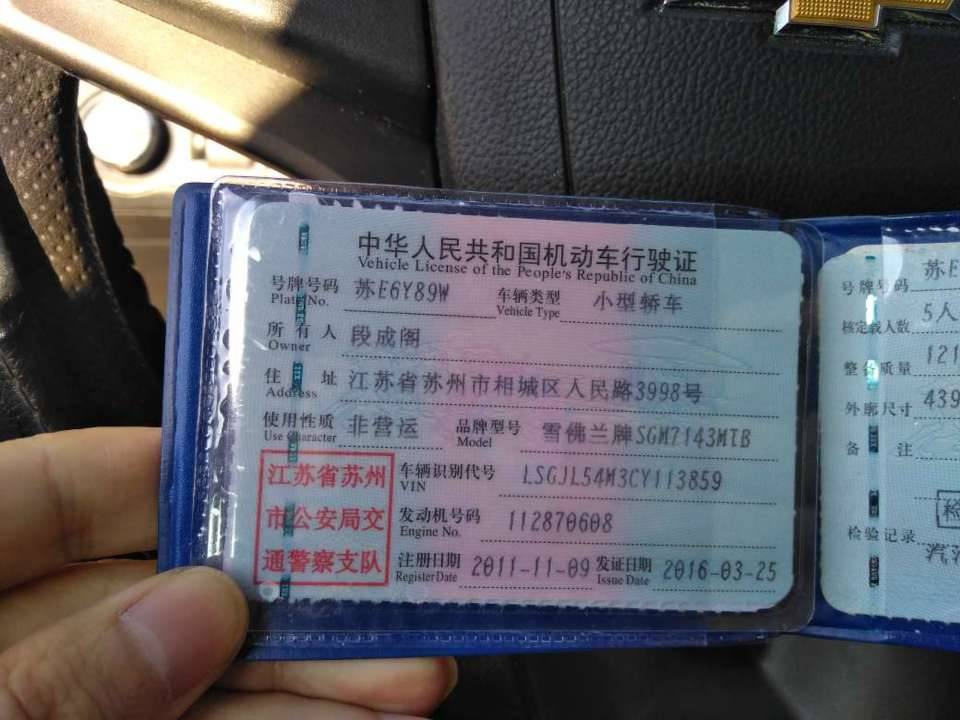 中华人民共和国机动车行驶证
Vehicle License of the People's Republic of China
号牌号码 苏E6Y89W 车辆类型 小型轿车
Plate No. Vehicle Type
所有人 段成阁
Owner
住址 江苏省苏州市相城区人民路3998号
Address
使用性质 非营运 品牌型号 雪佛兰牌SGM7143MTB
Use Character Model
江苏省苏州
市公安局交
通警察支队
车辆识别代号 LSGJL54M3CY113859
VIN
发动机号码 112870608
Engine No.
注册日期 2011-11-09 发证日期 2016-03-25
Register Date Issue Date
号牌号码 苏E
核定载人数 5人
整备质量 121
外廓尺寸 439
备注
检验记录